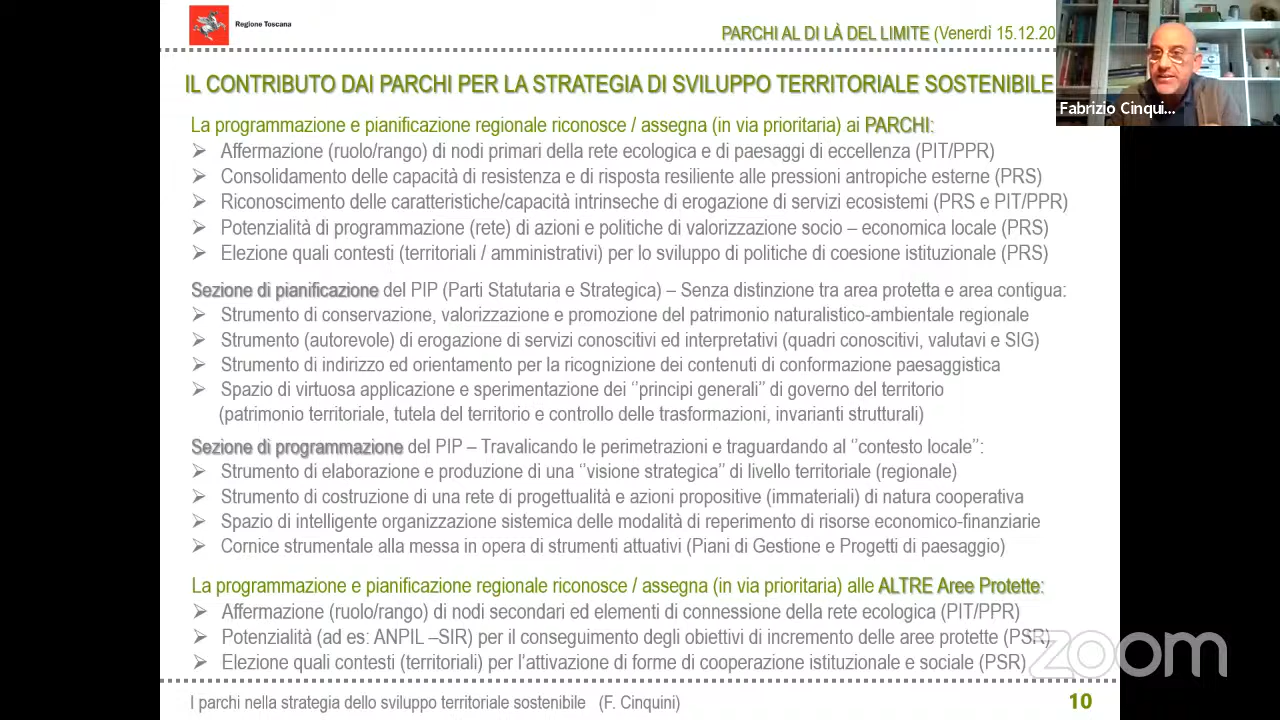 Regione Toscana
PARCHI AL DI LÀ DEL LIMITE (Venerdì 15.12.20
IL CONTRIBUTO DAI PARCHI PER LA STRATEGIA DI SVILUPPO TERRITORIALE SOSTENIBILE
Fabrizio Cinqui...
La programmazione e pianificazione regionale riconosce / assegna (in via prioritaria) ai PARCHI:
➢ Affermazione (ruolo/rango) di nodi primari della rete ecologica e di paesaggi di eccellenza (PIT/PPR)
➢ Consolidamento delle capacità di resistenza e di risposta resiliente alle pressioni antropiche esterne (PRS)
➢ Riconoscimento delle caratteristiche/capacità intrinseche di erogazione di servizi ecosistemi (PRS e PIT/PPR)
➢ Potenzialità di programmazione (rete) di azioni e politiche di valorizzazione socio – economica locale (PRS)
➢ Elezione quali contesti (territoriali / amministrativi) per lo sviluppo di politiche di coesione istituzionale (PRS)
Sezione di pianificazione del PIP (Parti Statutaria e Strategica) – Senza distinzione tra area protetta e area contigua:
➢ Strumento di conservazione, valorizzazione e promozione del patrimonio naturalistico-ambientale regionale
➢ Strumento (autorevole) di erogazione di servizi conoscitivi ed interpretativi (quadri conoscitivi, valutavi e SIG)
➢ Strumento di indirizzo ed orientamento per la ricognizione dei contenuti di conformazione paesaggistica
➢ Spazio di virtuosa applicazione e sperimentazione dei ‘’principi generali’’ di governo del territorio
(patrimonio territoriale, tutela del territorio e controllo delle trasformazioni, invarianti strutturali)
Sezione di programmazione del PIP – Travalicando le perimetrazioni e traguardando al ‘’contesto locale’’:
➢ Strumento di elaborazione e produzione di una ‘’visione strategica’’ di livello territoriale (regionale)
➢ Strumento di costruzione di una rete di progettualità e azioni propositive (immateriali) di natura cooperativa
➢ Spazio di intelligente organizzazione sistemica delle modalità di reperimento di risorse economico-finanziarie
➢ Cornice strumentale alla messa in opera di strumenti attuativi (Piani di Gestione e Progetti di paesaggio)
La programmazione e pianificazione regionale riconosce / assegna (in via prioritaria) alle ALTRE Aree Protette:
➢ Affermazione (ruolo/rango) di nodi secondari ed elementi di connessione della rete ecologica (PIT/PPR)
➢ Potenzialità (ad es: ANPIL –SIR) per il conseguimento degli obiettivi di incremento delle aree protette (PSR)
➢ Elezione quali contesti (territoriali) per l’attivazione di forme di cooperazione istituzionale e sociale (PSR)
zoom
I parchi nella strategia dello sviluppo territoriale sostenibile (F. Cinquini)
10